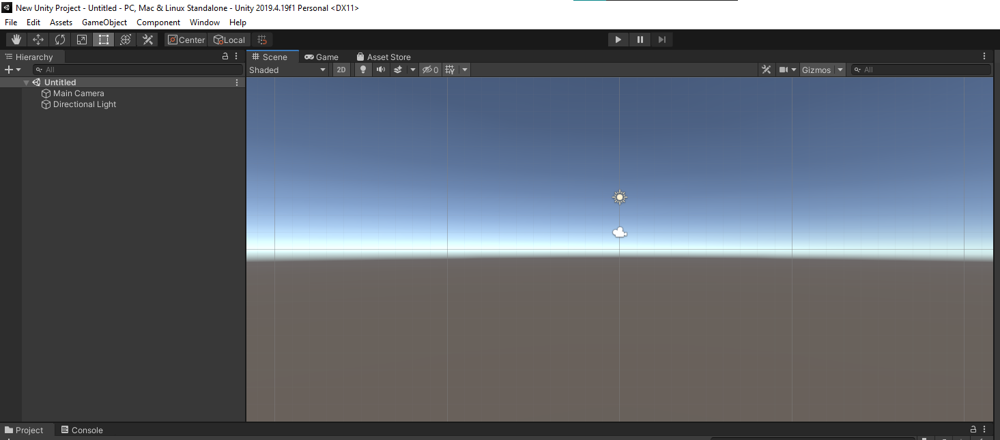 New Unity Project - Untitled - PC, Mac & Linux Standalone - Unity 2019.4.19f1 Personal <DX11>
File Edit Assets GameObject Component Window Help
Center Local
Hierarchy
All
Untitled
Main Camera
Directional Light
Scene Game Asset Store
Shaded 2D 0 Gizmos All
Project Console